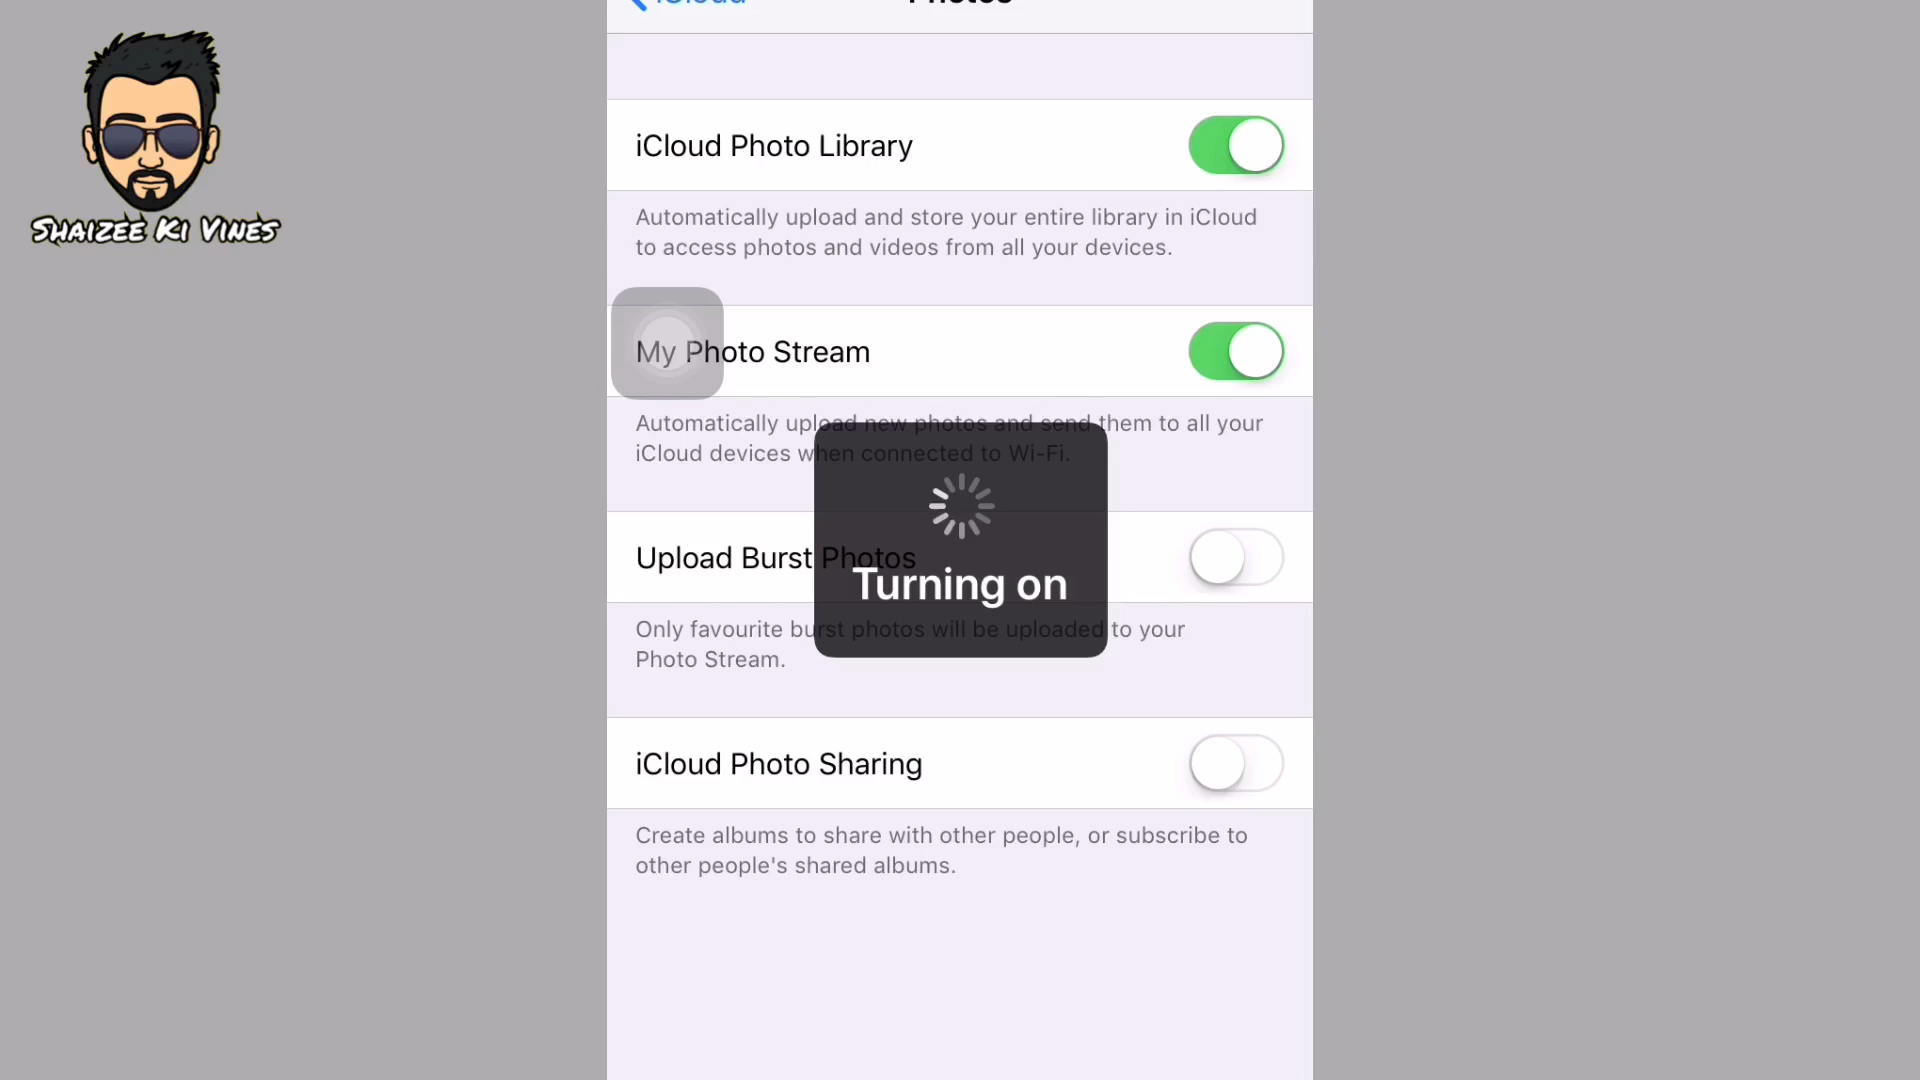 iCloud
Photos
SHAIZEE KI VINES
iCloud Photo Library
Automatically upload and store your entire library in iCloud
to access photos and videos from all your devices.
My Photo Stream
Automatically upload new photos and send them to all your
iCloud devices when connected to Wi-Fi.
Turning on
Upload Burst Photos
Only favourite burst photos will be uploaded to your
Photo Stream.
iCloud Photo Sharing
Create albums to share with other people, or subscribe to
other people's shared albums.